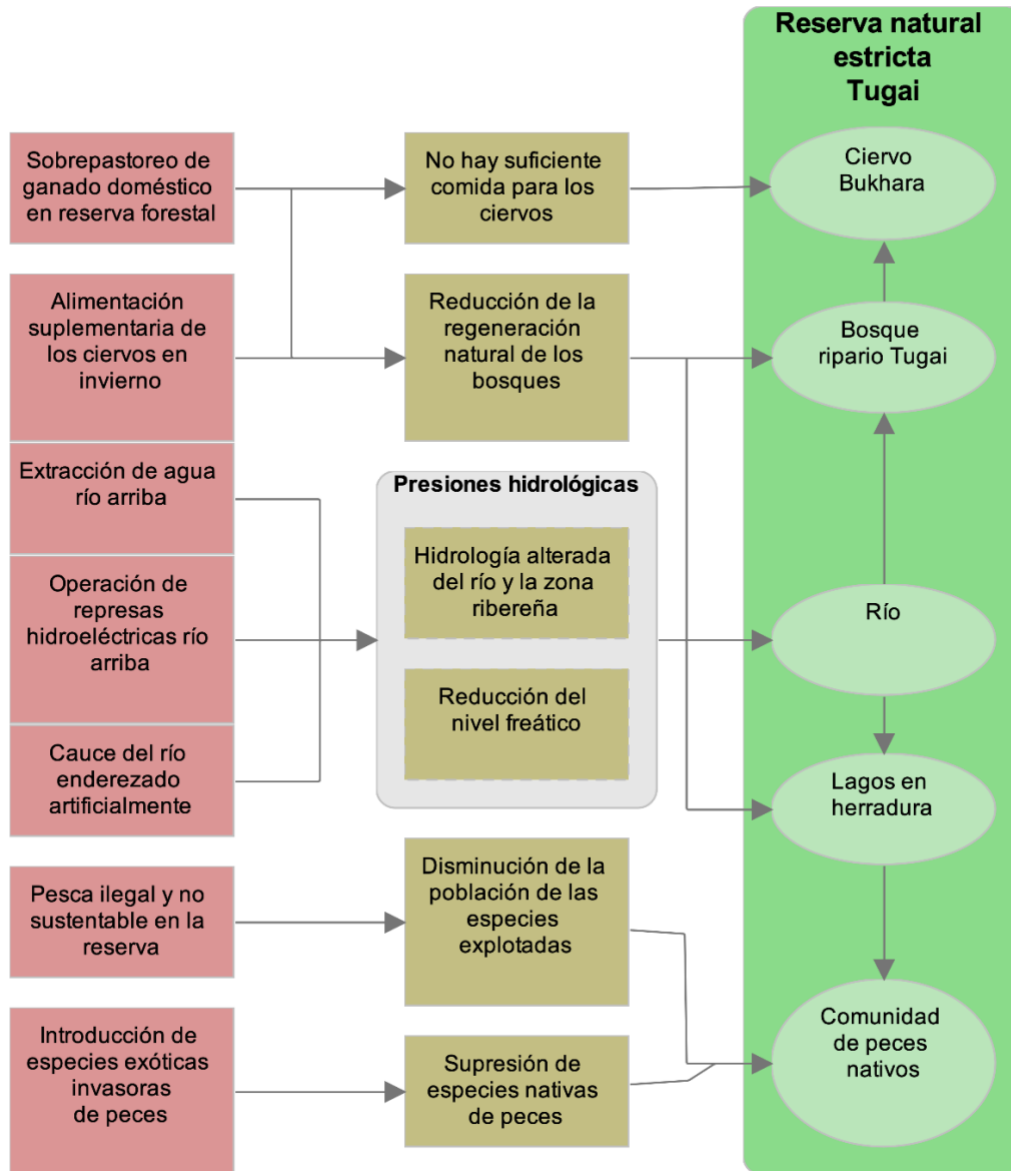 Reserva natural
estricta
Tugai
Sobrepastoreo de
ganado doméstico
en reserva forestal
No hay suficiente
comida para los
ciervos
Ciervo
Bukhara
Alimentación
suplementaria de
los ciervos en
invierno
Reducción de la
regeneración
natural de los
bosques
Bosque
ripario Tugai
Extracción de agua
río arriba
Presiones hidrológicas
Hidrología alterada
del río y la zona
ribereña
Operación de
represas
hidroeléctricas río
arriba
Río
Reducción del
nivel freático
Cauce del río
enderezado
artificialmente
Lagos en
herradura
Pesca ilegal y no
sustentable en la
reserva
Disminución de la
población de las
especies
explotadas
Introducción de
especies exóticas
invasoras
de peces
Supresión de
especies nativas
de peces
Comunidad
de peces
nativos